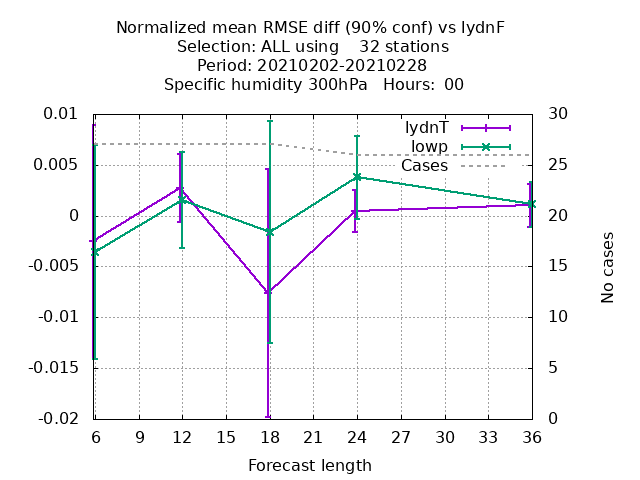 Normalized mean RMSE diff (90% conf) vs lydnF
Selection: ALL using 32 stations
Period: 20210202-20210228
Specific humidity 300hPa Hours: 00
0.01
0.005
0
-0.005
-0.01
-0.015
-0.02
30
25
20
15
10
5
0
lydnT
lowp
Cases
No cases
6 9 12 15 18 21 24 27 30 33 36
Forecast length